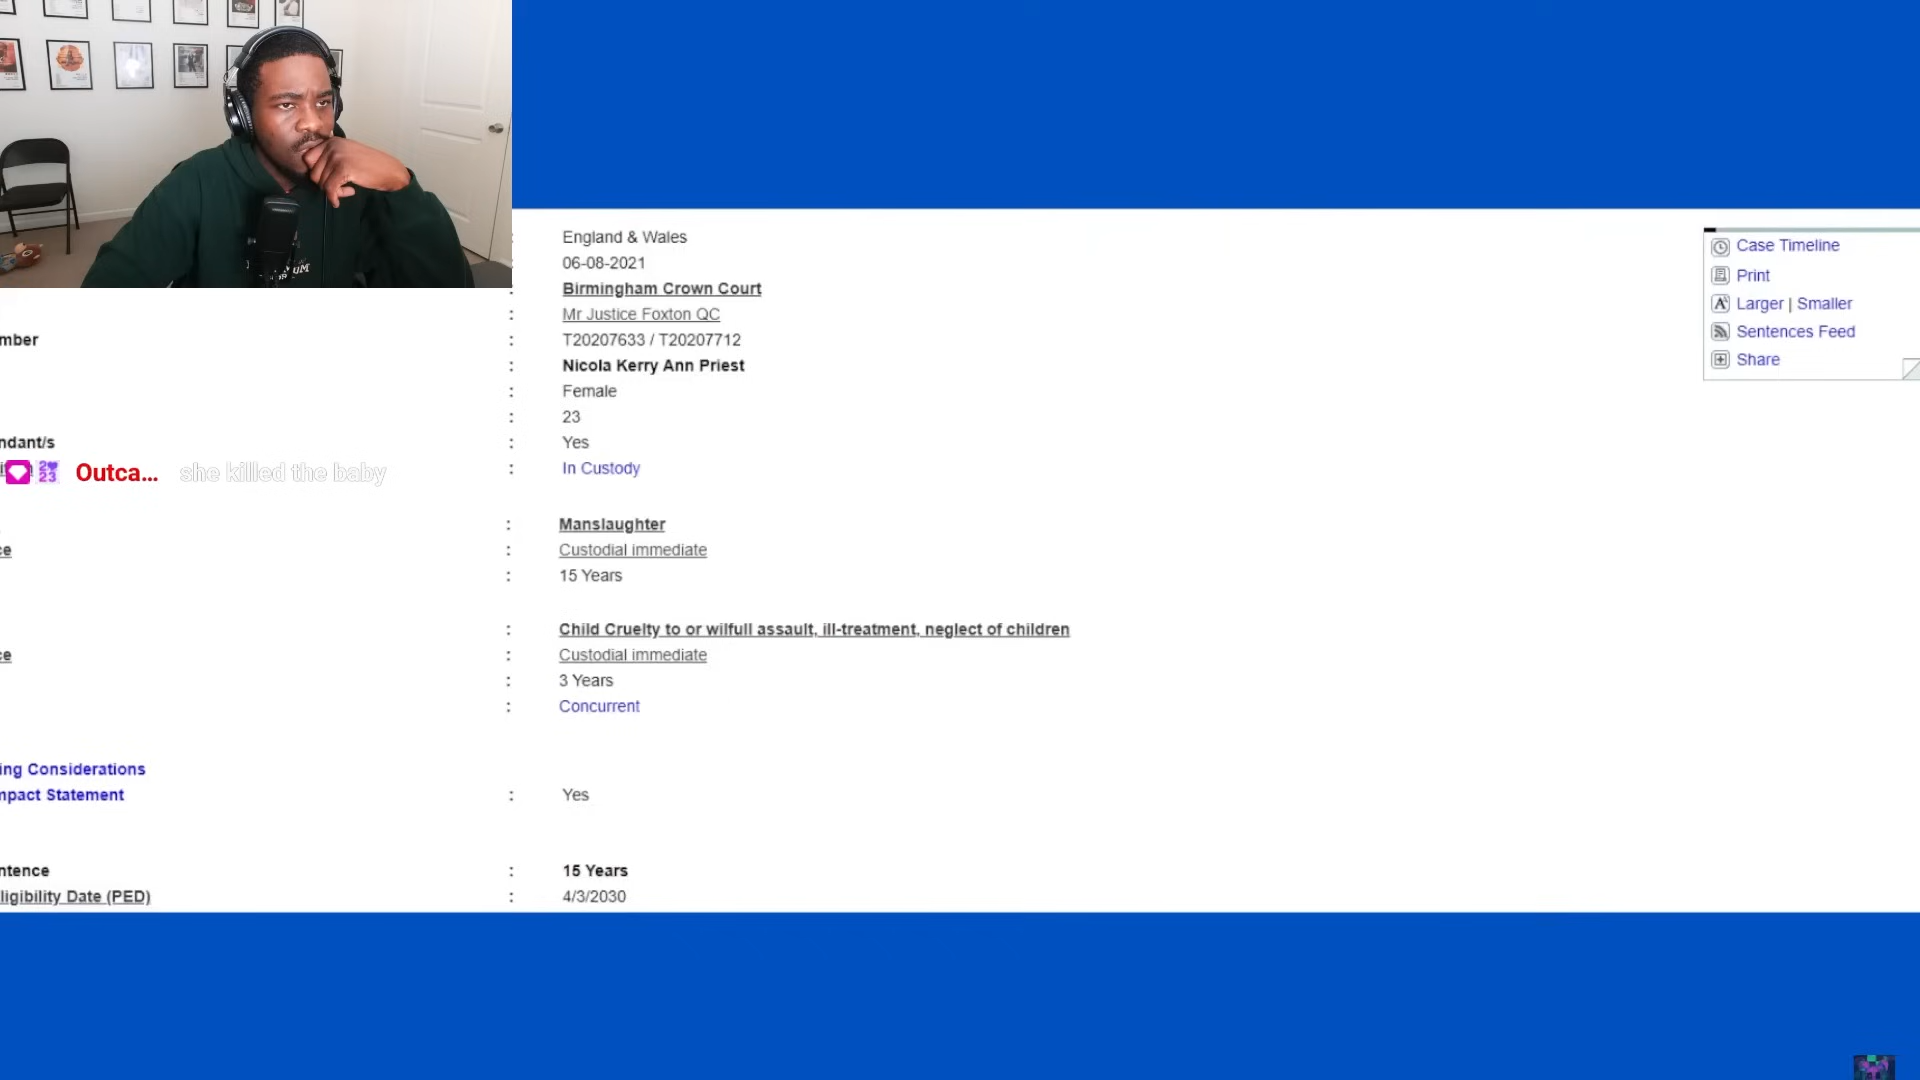 England & Wales
06-08-2021
: Birmingham Crown Court
: Mr Justice Foxton QC
mber : T20207633 / T20207712
: Nicola Kerry Ann Priest
: Female
: 23
ndant/s : Yes
: In Custody
Outca... she killed the baby
: Manslaughter
ce : Custodial immediate
: 15 Years
: Child Cruelty to or wilfull assault, ill-treatment, neglect of children
ce : Custodial immediate
: 3 Years
: Concurrent
ing Considerations
mpact Statement : Yes
ntence : 15 Years
ligibility Date (PED) : 4/3/2030
Case Timeline
Print
Larger | Smaller
Sentences Feed
Share